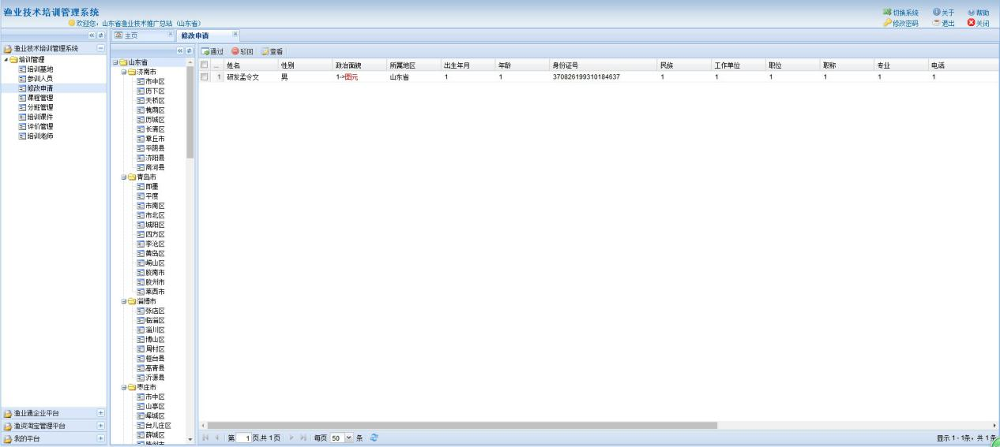 渔业技术培训管理系统
欢迎您，山东省渔业技术推广总站（山东省）
切换系统 关于 帮助
修改密码 退出 关闭
主页 修改申请
渔业技术培训管理系统
培训管理
培训基地
参训人员
修改申请
课程管理
分班管理
培训课件
评价管理
培训老师
渔业通企业平台
渔资淘宝管理平台
我的平台
山东省
济南市
市中区
历下区
天桥区
槐荫区
历城区
长清区
章丘市
平阴县
济阳县
商河县
青岛市
即墨
平度
市南区
市北区
城阳区
四方区
李沧区
黄岛区
崂山区
胶南市
胶州市
莱西市
淄博市
张店区
临淄区
淄川区
博山区
周村区
桓台县
高青县
沂源县
枣庄市
市中区
山亭区
峄城区
台儿庄区
薛城区
滕州市
通过 驳回 查看
... 姓名 性别 政治面貌 所属地区 出生年月 年龄 身份证号 民族 工作单位 职位 职称 专业 电话
1 研发孟令文 男 1->团元 山东省 1 1 370826199310184637 1 1 1 1 1 1
第 1 页,共 1 页 每页 50 条
显示 1 - 1条，共 1 条